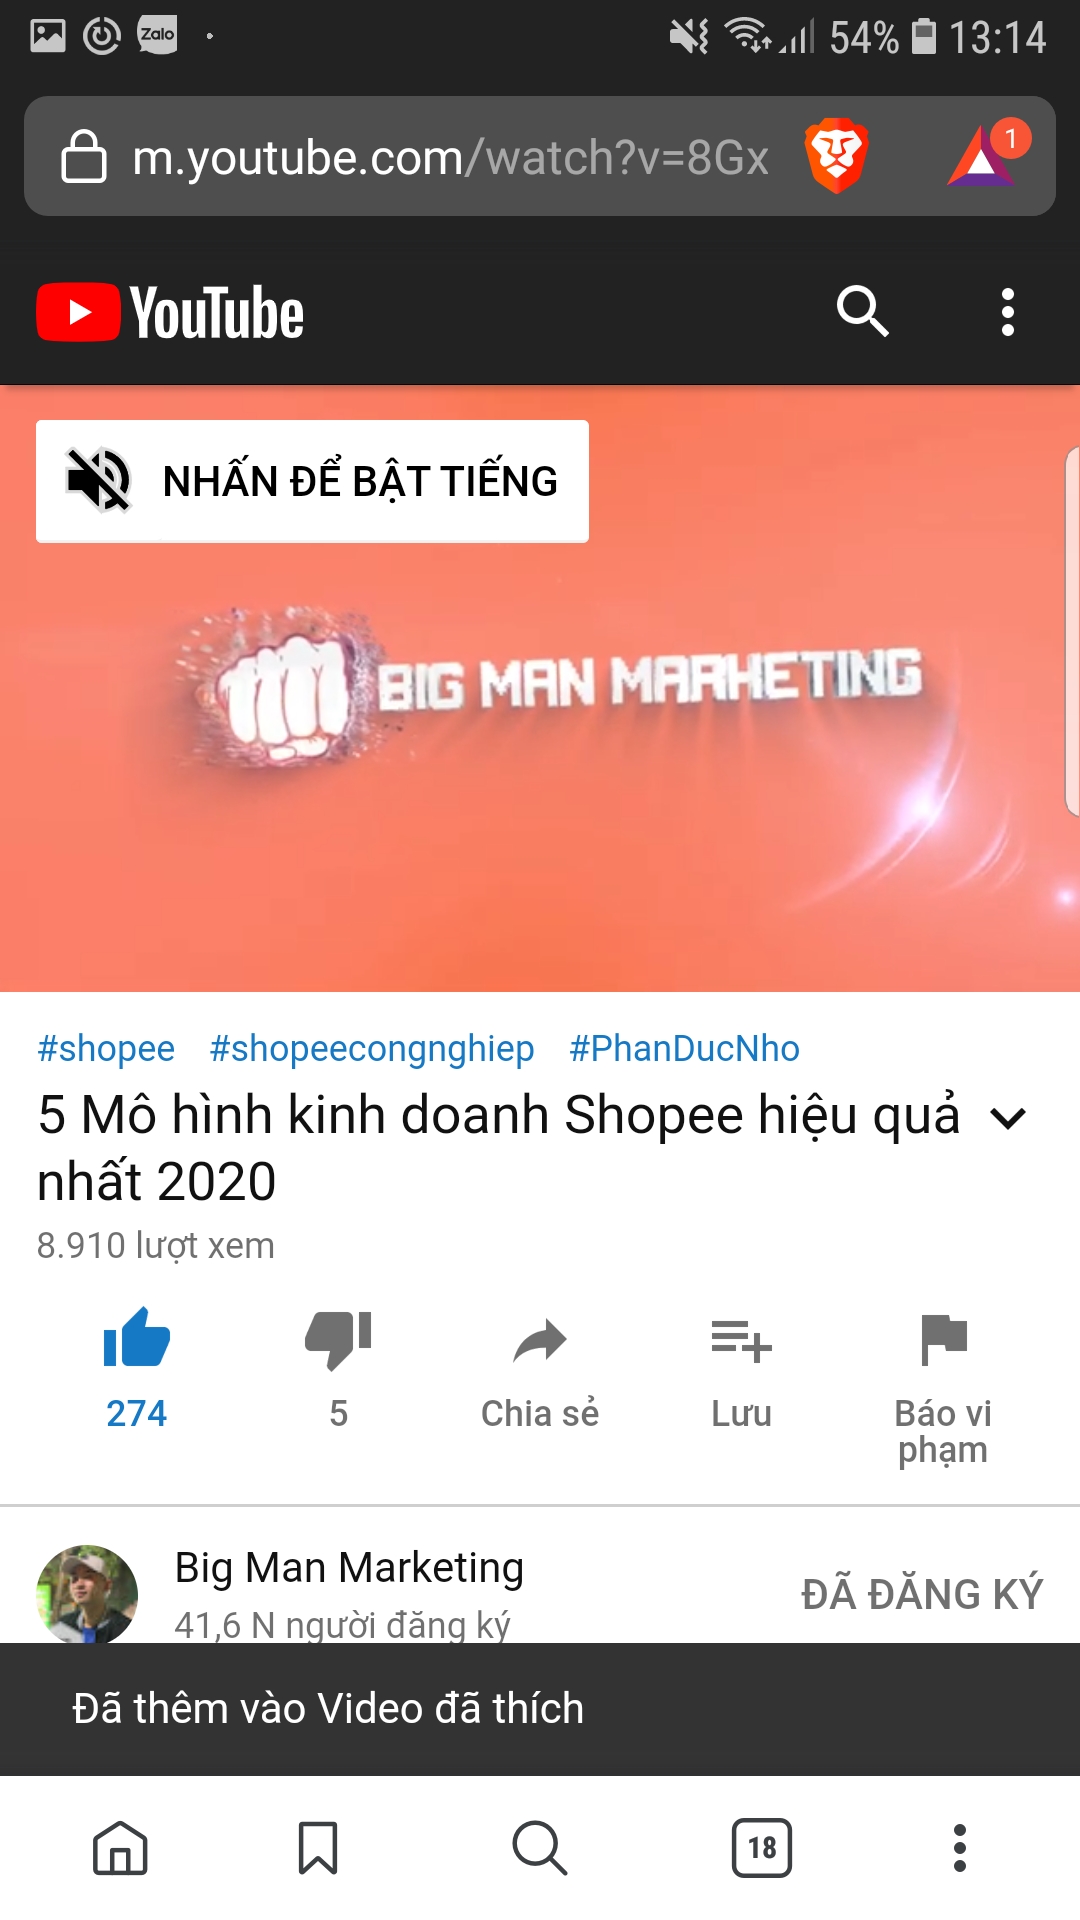 Zalo 54% 13:14
m.youtube.com/watch?v=8Gx 1
YouTube
NHẤN ĐỂ BẬT TIẾNG
BIG MAN MARKETING
#shopee #shopeecongnghiep #PhanDucNho
5 Mô hình kinh doanh Shopee hiệu quả
nhất 2020
8.910 lượt xem
274 5 Chia sẻ Lưu Báo vi
phạm
Big Man Marketing
41,6 N người đăng ký
ĐÃ ĐĂNG KÝ
Đã thêm vào Video đã thích
18